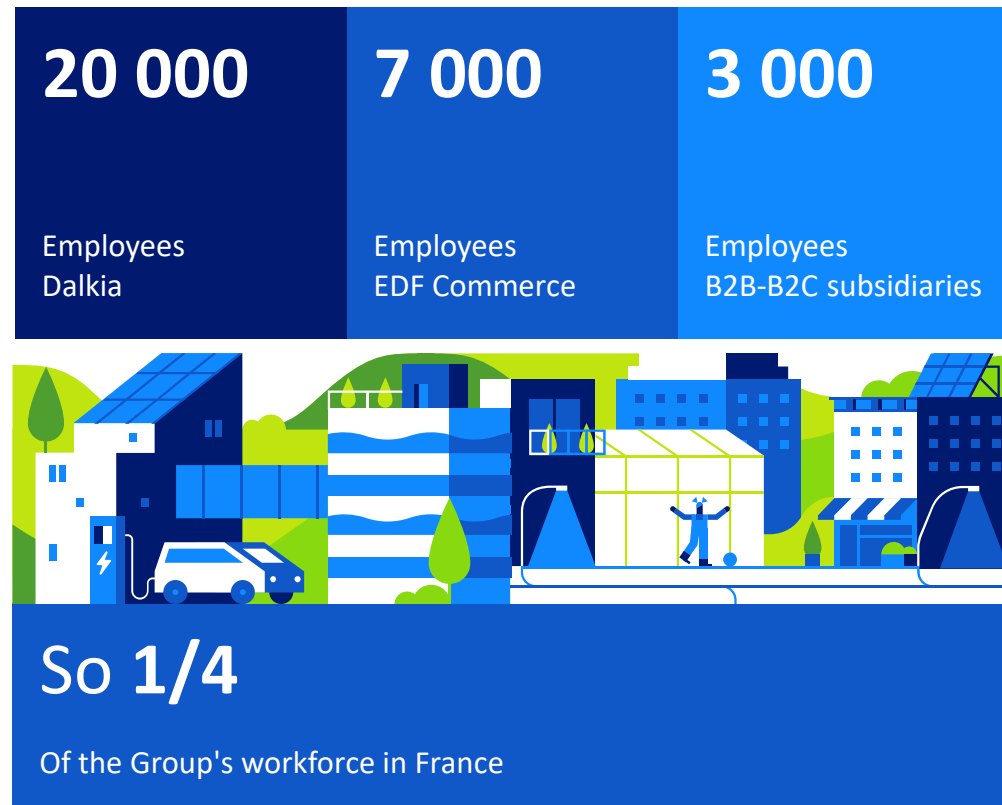 20 000
Employees
Dalkia
7 000
Employees
EDF Commerce
3 000
Employees
B2B-B2C subsidiaries
So 1/4
Of the Group's workforce in France